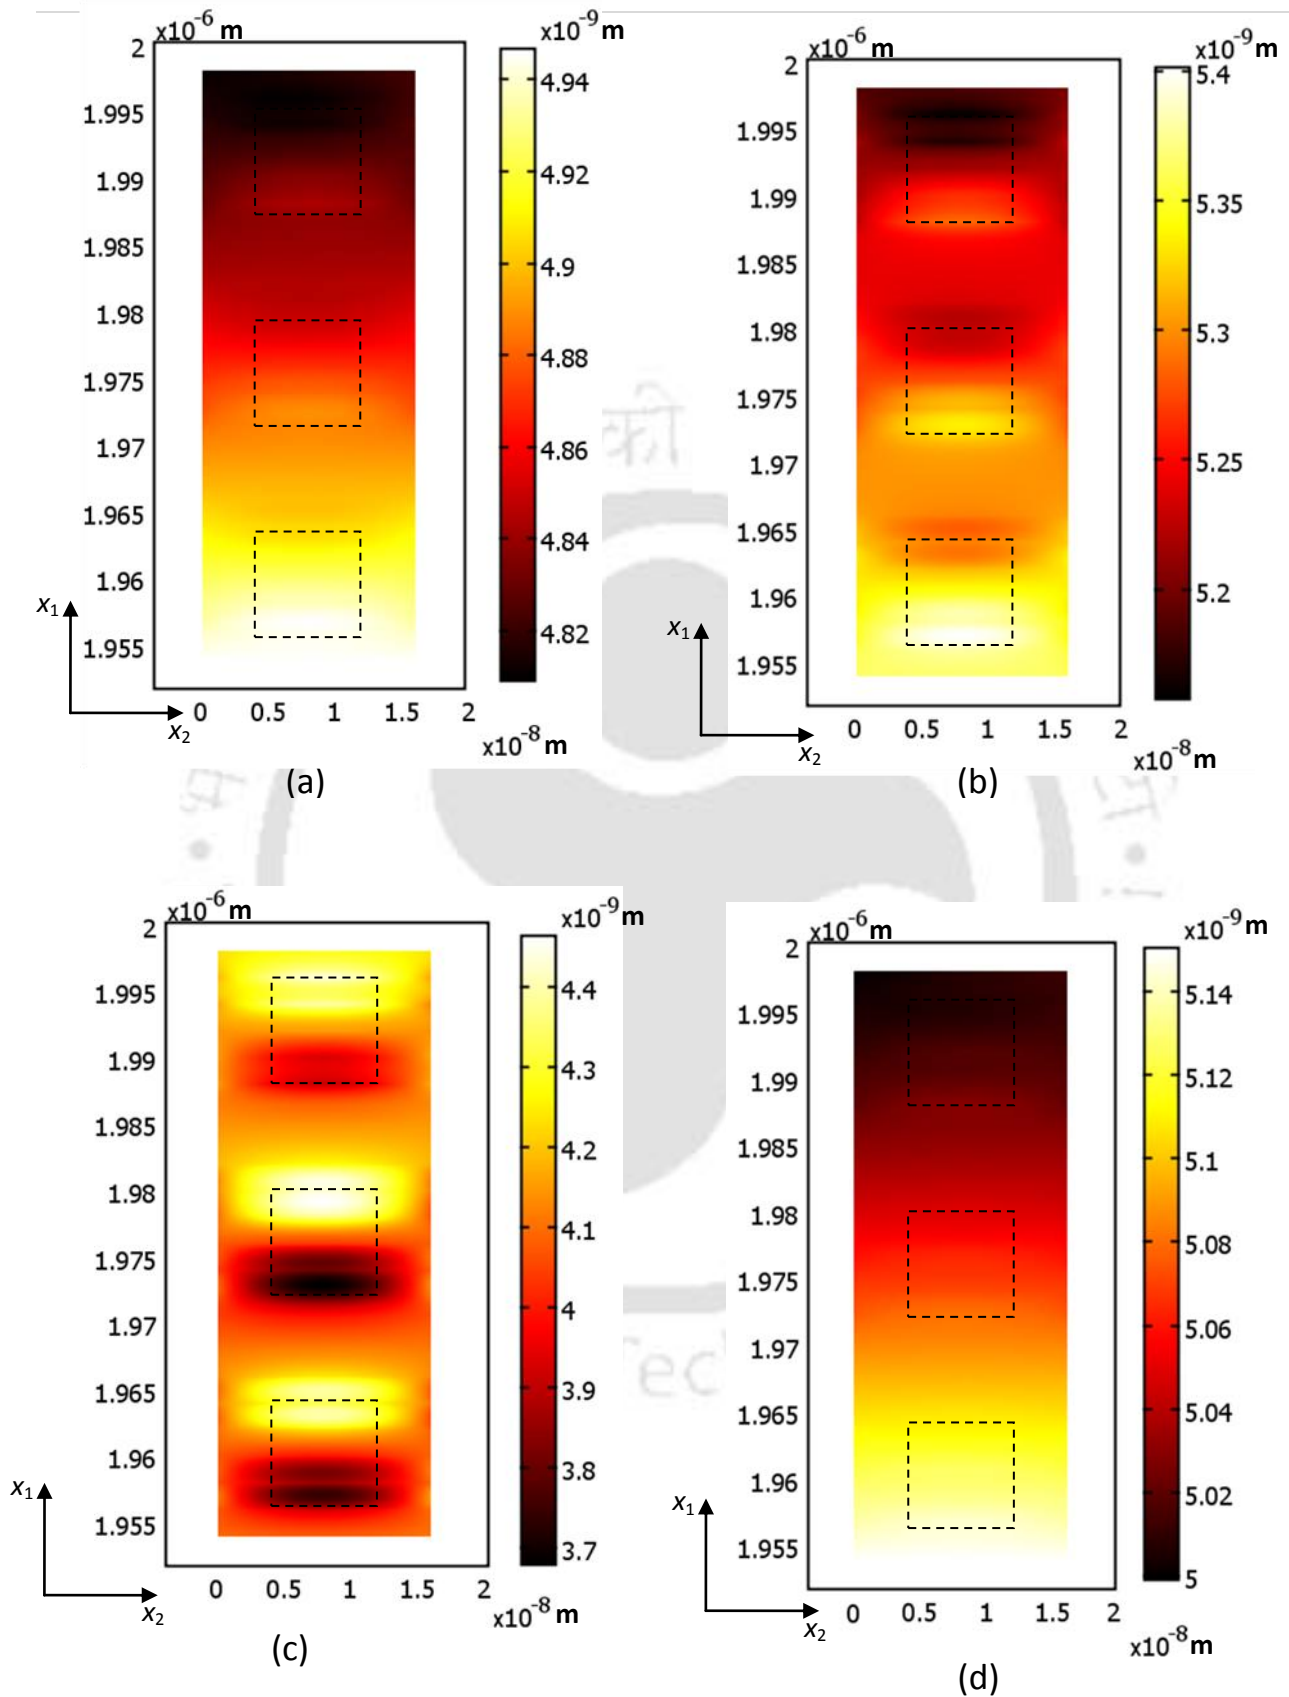 x10⁻⁶ m
x10⁻⁹ m
2
1.995
1.99
1.985
1.98
1.975
1.97
1.965
1.96
1.955
4.94
4.92
4.9
4.88
4.86
4.84
4.82
x₁
x₂
0 0.5 1 1.5 2
x10⁻⁸ m
(a)
x10⁻⁶ m
x10⁻⁹ m
2
1.995
1.99
1.985
1.98
1.975
1.97
1.965
1.96
1.955
5.4
5.35
5.3
5.25
5.2
x₁
x₂
0 0.5 1 1.5 2
x10⁻⁸ m
(b)
x10⁻⁶ m
x10⁻⁹ m
2
1.995
1.99
1.985
1.98
1.975
1.97
1.965
1.96
1.955
4.4
4.3
4.2
4.1
4
3.9
3.8
3.7
x₁
x₂
0 0.5 1 1.5 2
x10⁻⁸ m
(c)
x10⁻⁶ m
x10⁻⁹ m
2
1.995
1.99
1.985
1.98
1.975
1.97
1.965
1.96
1.955
5.14
5.12
5.1
5.08
5.06
5.04
5.02
5
x₁
x₂
0 0.5 1 1.5 2
x10⁻⁸ m
(d)